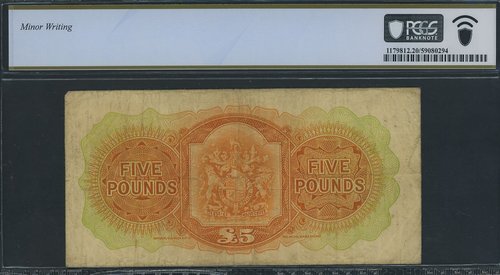 Minor Writing
PCGS
BANKNOTE
1179812.20/59080294
FIVE
POUNDS
FIVE
POUNDS
£5